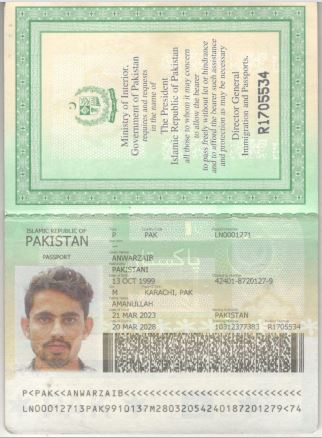 Ministry of Interior,
Government of Pakistan
requires and requests
in the name of
The President
Islamic Republic of Pakistan
all those to whom it may concern
to allow the bearer
to pass freely without let or hindrance
and to afford the bearer such assistance
and protection as may be necessary
Director General
Immigration and Passports.
R1705534
ISLAMIC REPUBLIC OF
PAKISTAN
PASSPORT
P PAK LN0001271
ANWARZAIB
PAKISTANI
13 OCT 1999 42401-8720127-9
M KARACHI, PAK
AMANULLAH
21 MAR 2023 PAKISTAN
20 MAR 2028 10312377383 R1705534
P<PAK<<ANWARZAIB<<<<<<<<<<<<<<<<<<<<<<<<<<<<
LN00012713PAK9910137M28032054240187201279<74